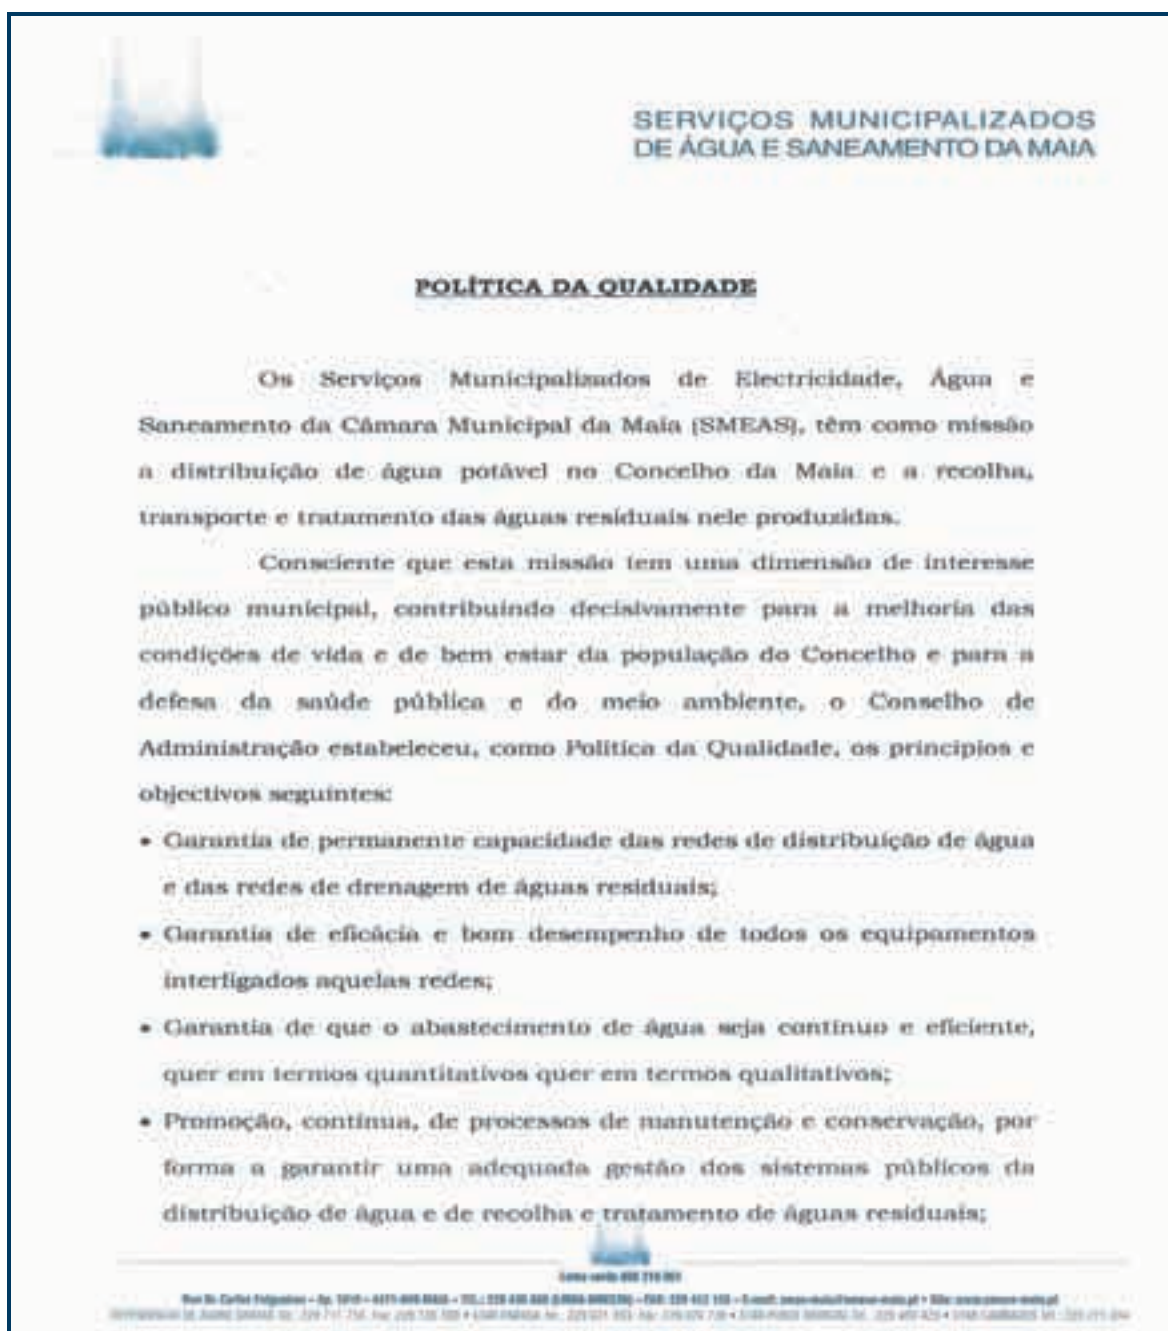 SERVIÇOS MUNICIPALIZADOS
DE ÁGUA E SANEAMENTO DA MAIA
POLÍTICA DA QUALIDADE
Os Serviços Municipalizados de Electricidade, Água e
Saneamento da Câmara Municipal da Maia (SMEAS), têm como missão
a distribuição de água potável no Concelho da Maia e a recolha,
transporte e tratamento das águas residuais nele produzidas.
Consciente que esta missão tem uma dimensão de interesse
público municipal, contribuindo decisivamente para a melhoria das
condições de vida e de bem estar da população do Concelho e para a
defesa da saúde pública e do meio ambiente, o Conselho de
Administração estabeleceu, como Política da Qualidade, os princípios e
objectivos seguintes:
• Garantia de permanente capacidade das redes de distribuição de água
e das redes de drenagem de águas residuais;
• Garantia de eficácia e bom desempenho de todos os equipamentos
interligados aquelas redes;
• Garantia de que o abastecimento de água seja contínuo e eficiente,
quer em termos quantitativos quer em termos qualitativos;
• Promoção, contínua, de processos de manutenção e conservação, por
forma a garantir uma adequada gestão dos sistemas públicos da
distribuição de água e de recolha e tratamento de águas residuais;